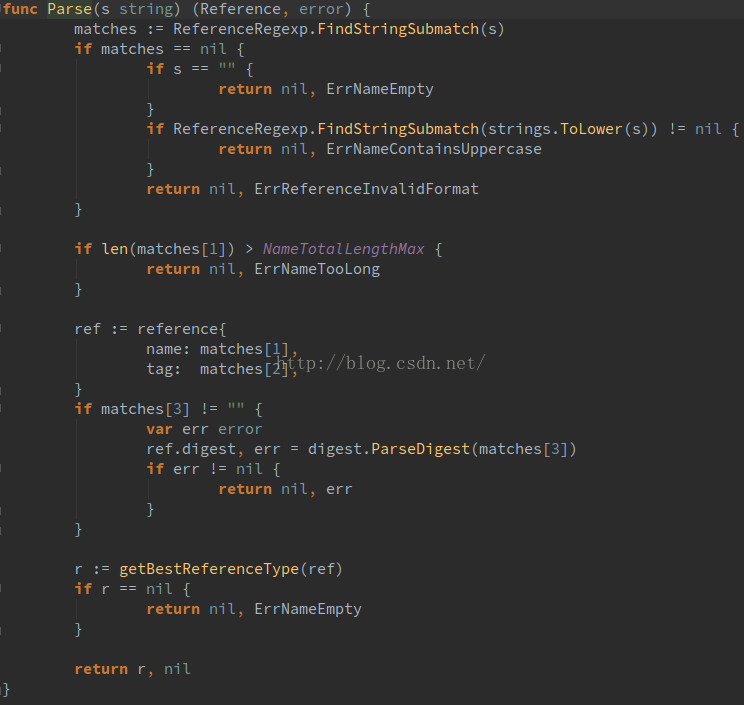 func Parse(s string) (Reference, error) {
        matches := ReferenceRegexp.FindStringSubmatch(s)
        if matches == nil {
                if s == "" {
                        return nil, ErrNameEmpty
                }
                if ReferenceRegexp.FindStringSubmatch(strings.ToLower(s)) != nil {
                        return nil, ErrNameContainsUppercase
                }
                return nil, ErrReferenceInvalidFormat
        }

        if len(matches[1]) > NameTotalLengthMax {
                return nil, ErrNameTooLong
        }

        ref := reference{
                name: matches[1],
                tag:  matches[2],
http://blog.csdn.net/
        }
        if matches[3] != "" {
                var err error
                ref.digest, err = digest.ParseDigest(matches[3])
                if err != nil {
                        return nil, err
                }
        }

        r := getBestReferenceType(ref)
        if r == nil {
                return nil, ErrNameEmpty
        }

        return r, nil
}